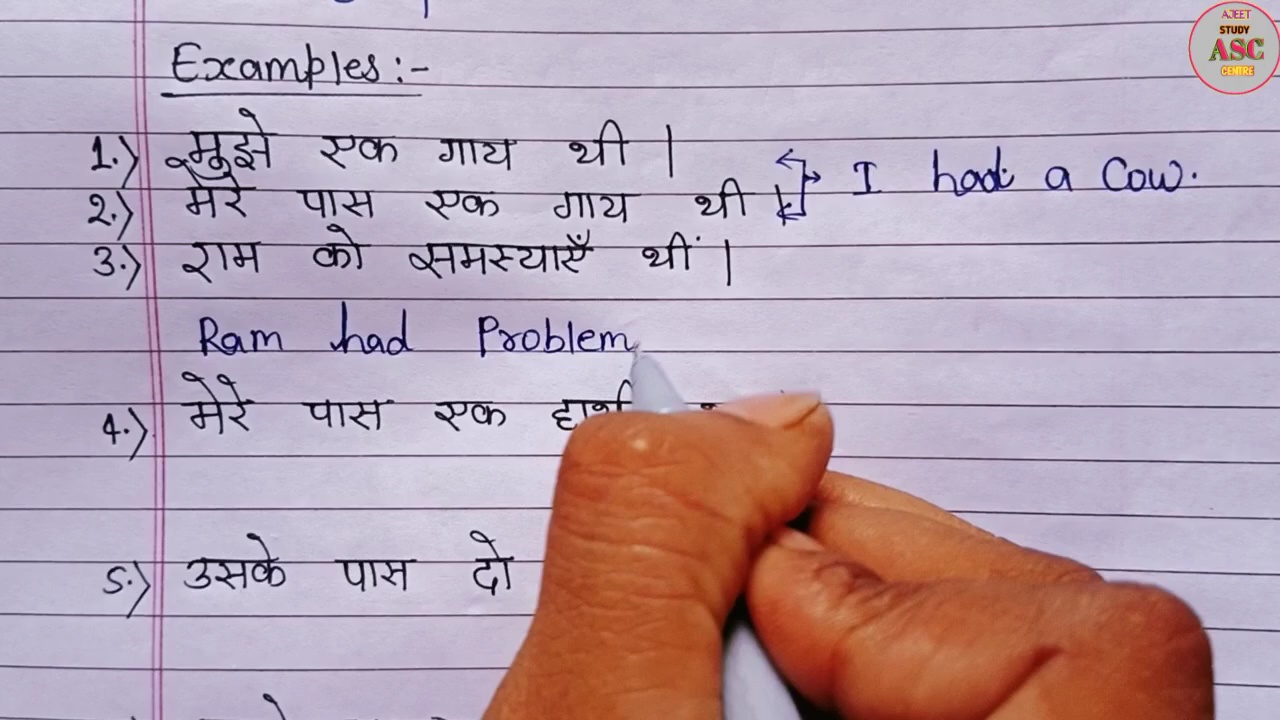 AJEET
STUDY
ASC
CENTRE
Examples:-
1.) मुझे एक गाय थी |
2.) मेरे पास एक गाय थी | I had a Cow.
3.) राम को समस्याएँ थीं |
Ram had Problem
4.) मेरे पास एक
5.) उसके पास दो